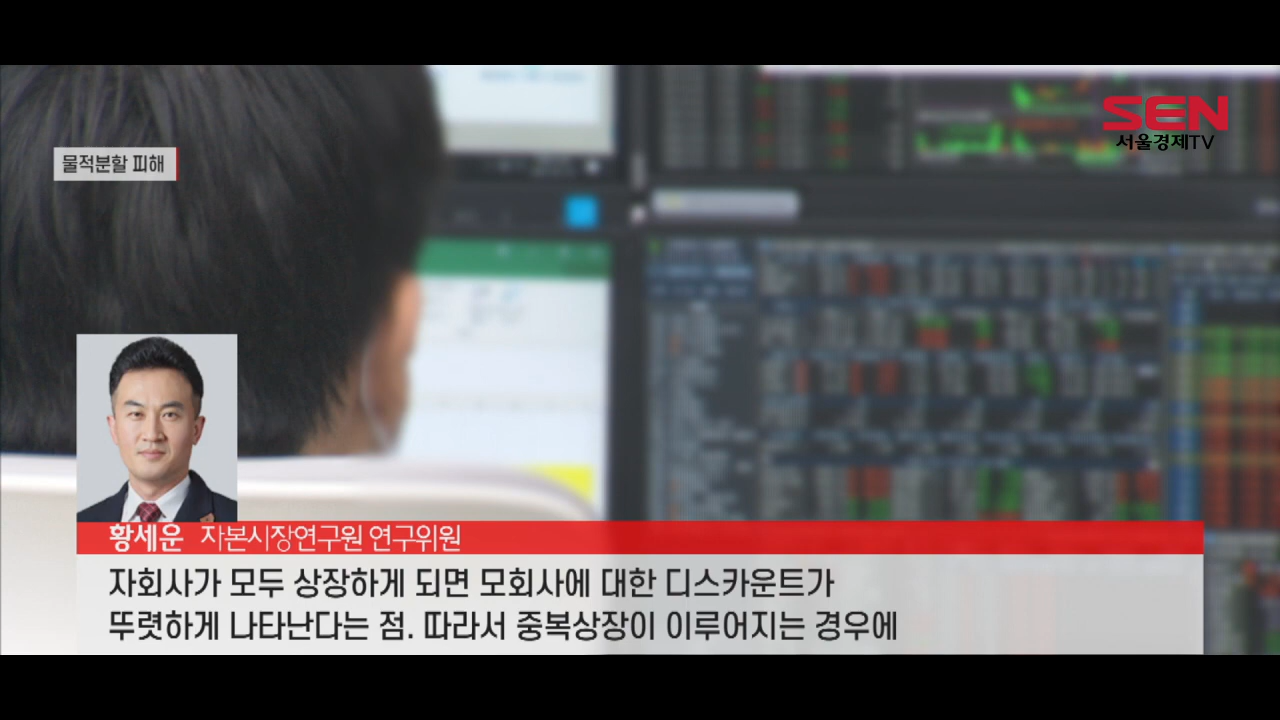 SEN
서울경제TV
물적분할 피해
황세운 자본시장연구원 연구위원
자회사가 모두 상장하게 되면 모회사에 대한 디스카운트가
뚜렷하게 나타난다는 점. 따라서 중복상장이 이루어지는 경우에